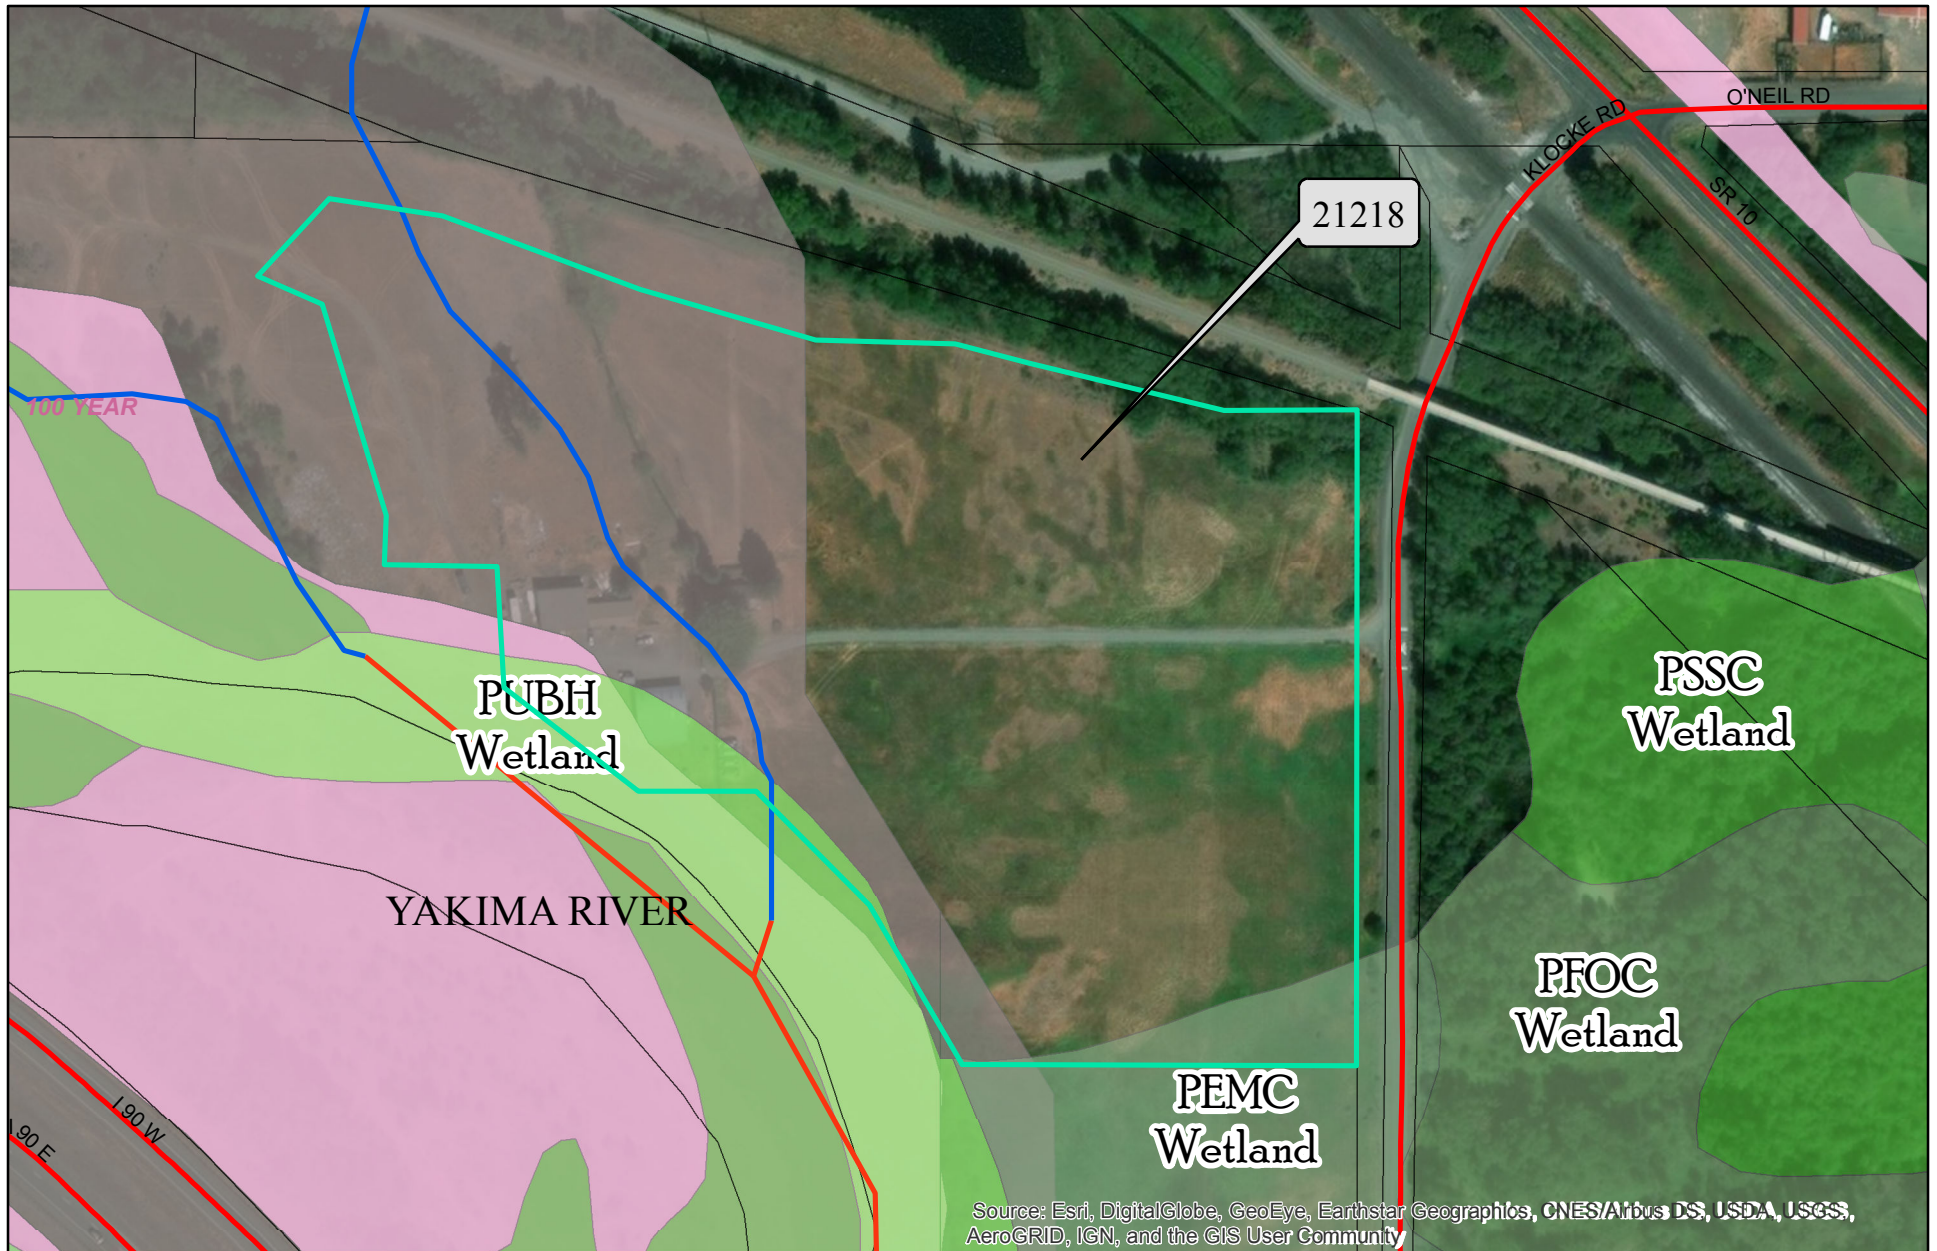 O'NEIL RD
KLOCKE RD
SR 10
21218
100 YEAR
PUBH
Wetland
PSSC
Wetland
YAKIMA RIVER
PFOC
Wetland
PEMC
Wetland
I 90 W
I 90 E
Source: Esri, DigitalGlobe, GeoEye, Earthstar Geographics, CNES/Airbus DS, USDA, USGS,
AeroGRID, IGN, and the GIS User Community